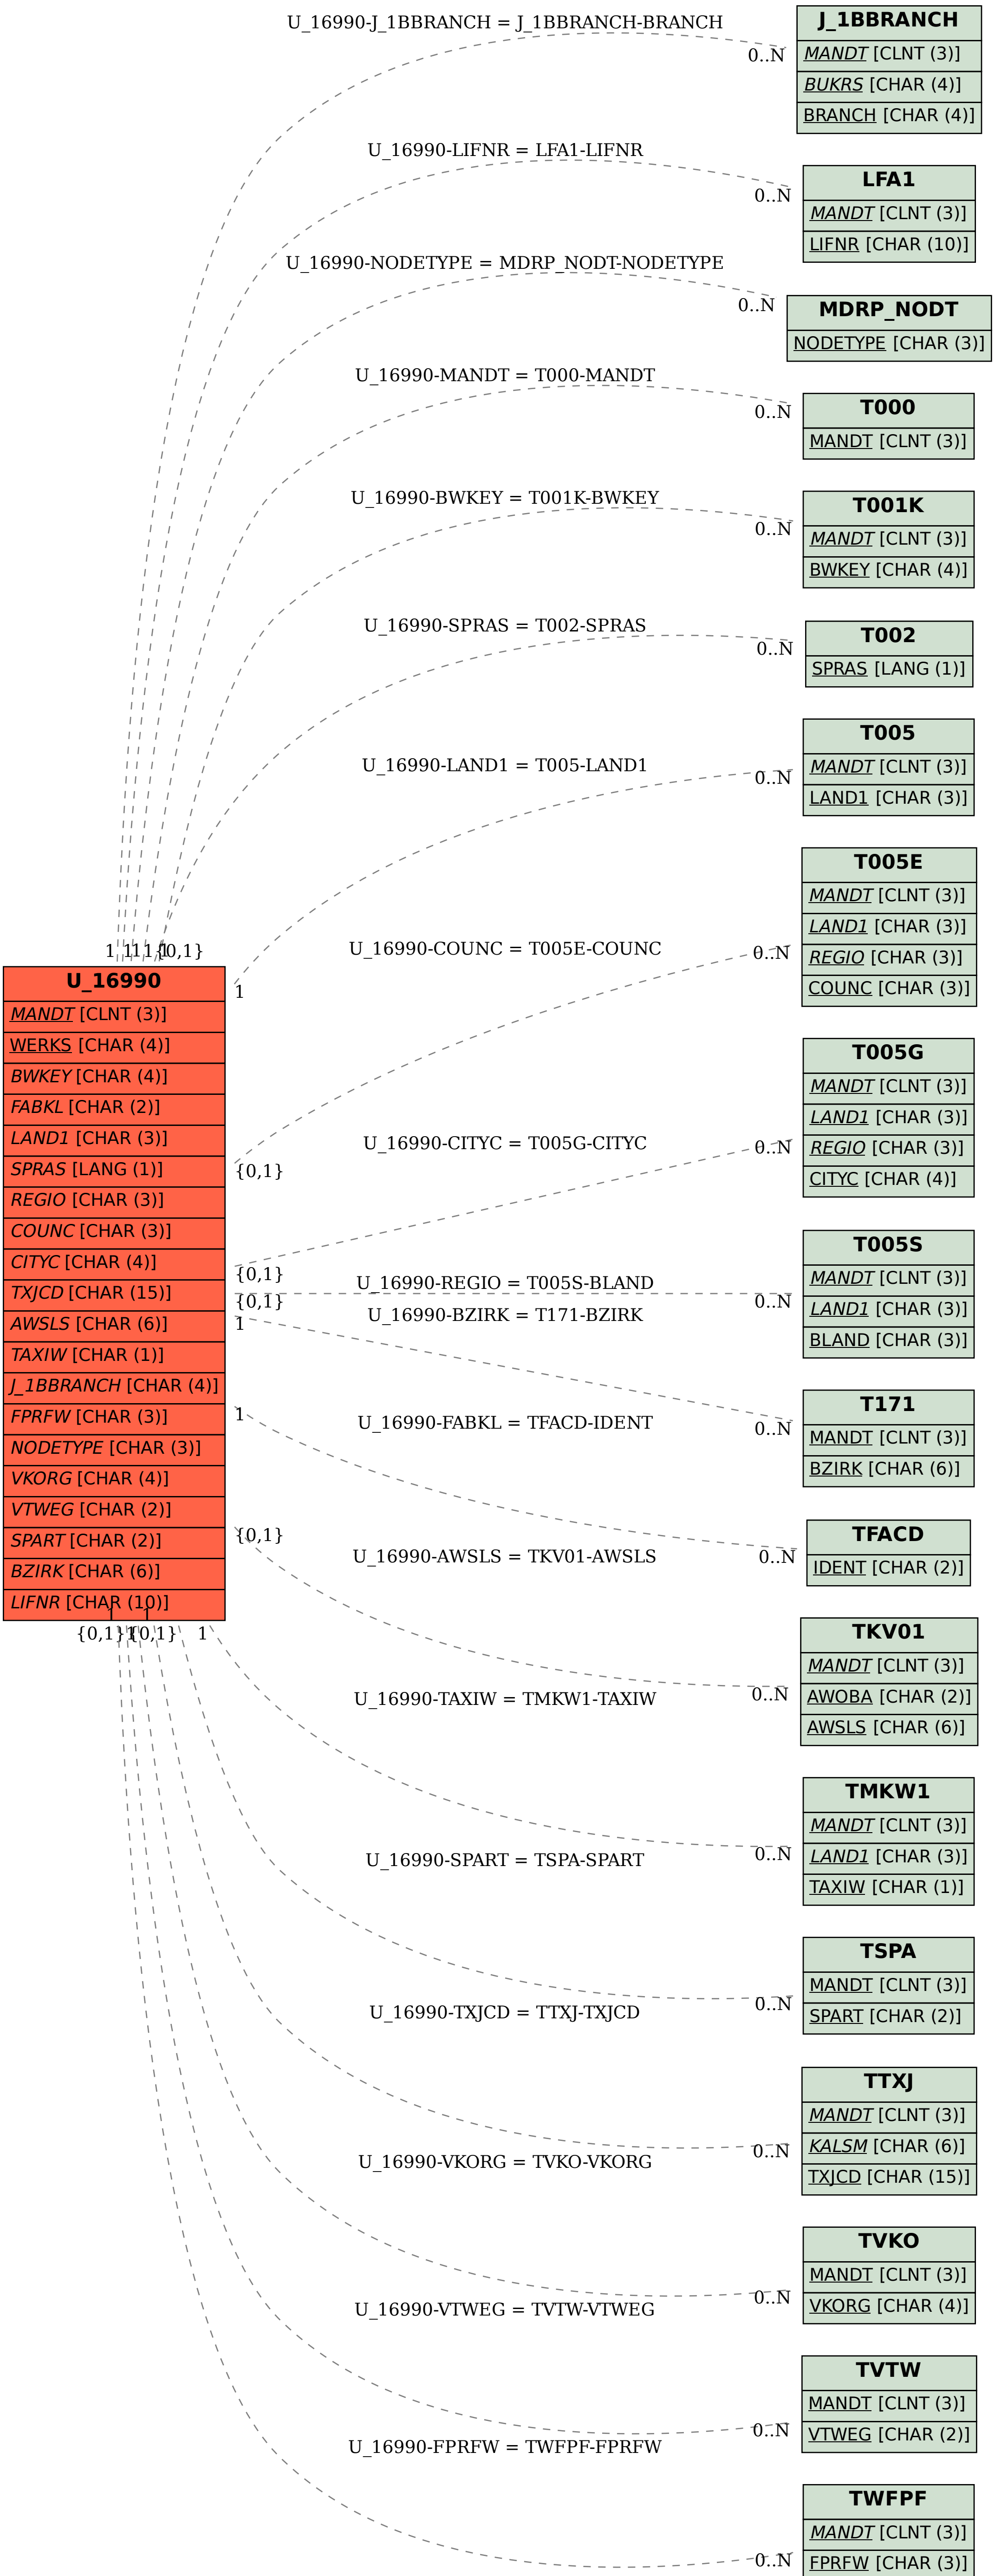 U_16990-J_1BBRANCH = J_1BBRANCH-BRANCH
0..N
J_1BBRANCH
MANDT [CLNT (3)]
BUKRS [CHAR (4)]
BRANCH [CHAR (4)]
U_16990-LIFNR = LFA1-LIFNR
0..N
LFA1
MANDT [CLNT (3)]
LIFNR [CHAR (10)]
U_16990-NODETYPE = MDRP_NODT-NODETYPE
0..N
MDRP_NODT
NODETYPE [CHAR (3)]
U_16990-MANDT = T000-MANDT
0..N
T000
MANDT [CLNT (3)]
U_16990-BWKEY = T001K-BWKEY
0..N
T001K
MANDT [CLNT (3)]
BWKEY [CHAR (4)]
U_16990-SPRAS = T002-SPRAS
0..N
T002
SPRAS [LANG (1)]
U_16990-LAND1 = T005-LAND1
0..N
T005
MANDT [CLNT (3)]
LAND1 [CHAR (3)]
U_16990-COUNC = T005E-COUNC
0..N
T005E
MANDT [CLNT (3)]
LAND1 [CHAR (3)]
REGIO [CHAR (3)]
COUNC [CHAR (3)]
1
1
1
1
1
{0,1}
1
U_16990
MANDT [CLNT (3)]
WERKS [CHAR (4)]
BWKEY [CHAR (4)]
FABKL [CHAR (2)]
LAND1 [CHAR (3)]
SPRAS [LANG (1)]
REGIO [CHAR (3)]
COUNC [CHAR (3)]
CITYC [CHAR (4)]
TXJCD [CHAR (15)]
AWSLS [CHAR (6)]
TAXIW [CHAR (1)]
J_1BBRANCH [CHAR (4)]
FPRFW [CHAR (3)]
NODETYPE [CHAR (3)]
VKORG [CHAR (4)]
VTWEG [CHAR (2)]
SPART [CHAR (2)]
BZIRK [CHAR (6)]
LIFNR [CHAR (10)]
{0,1}
{0,1}
{0,1}
1
1
{0,1}
1
1
{0,1}
1
{0,1}
1
U_16990-CITYC = T005G-CITYC
0..N
T005G
MANDT [CLNT (3)]
LAND1 [CHAR (3)]
REGIO [CHAR (3)]
CITYC [CHAR (4)]
U_16990-REGIO = T005S-BLAND
0..N
T005S
MANDT [CLNT (3)]
LAND1 [CHAR (3)]
BLAND [CHAR (3)]
U_16990-BZIRK = T171-BZIRK
0..N
T171
MANDT [CLNT (3)]
BZIRK [CHAR (6)]
U_16990-FABKL = TFACD-IDENT
0..N
TFACD
IDENT [CHAR (2)]
U_16990-AWSLS = TKV01-AWSLS
0..N
TKV01
MANDT [CLNT (3)]
AWOBA [CHAR (2)]
AWSLS [CHAR (6)]
U_16990-TAXIW = TMKW1-TAXIW
0..N
TMKW1
MANDT [CLNT (3)]
LAND1 [CHAR (3)]
TAXIW [CHAR (1)]
U_16990-SPART = TSPA-SPART
0..N
TSPA
MANDT [CLNT (3)]
SPART [CHAR (2)]
U_16990-TXJCD = TTXJ-TXJCD
0..N
TTXJ
MANDT [CLNT (3)]
KALSM [CHAR (6)]
TXJCD [CHAR (15)]
U_16990-VKORG = TVKO-VKORG
0..N
TVKO
MANDT [CLNT (3)]
VKORG [CHAR (4)]
U_16990-VTWEG = TVTW-VTWEG
0..N
TVTW
MANDT [CLNT (3)]
VTWEG [CHAR (2)]
U_16990-FPRFW = TWFPF-FPRFW
0..N
TWFPF
MANDT [CLNT (3)]
FPRFW [CHAR (3)]